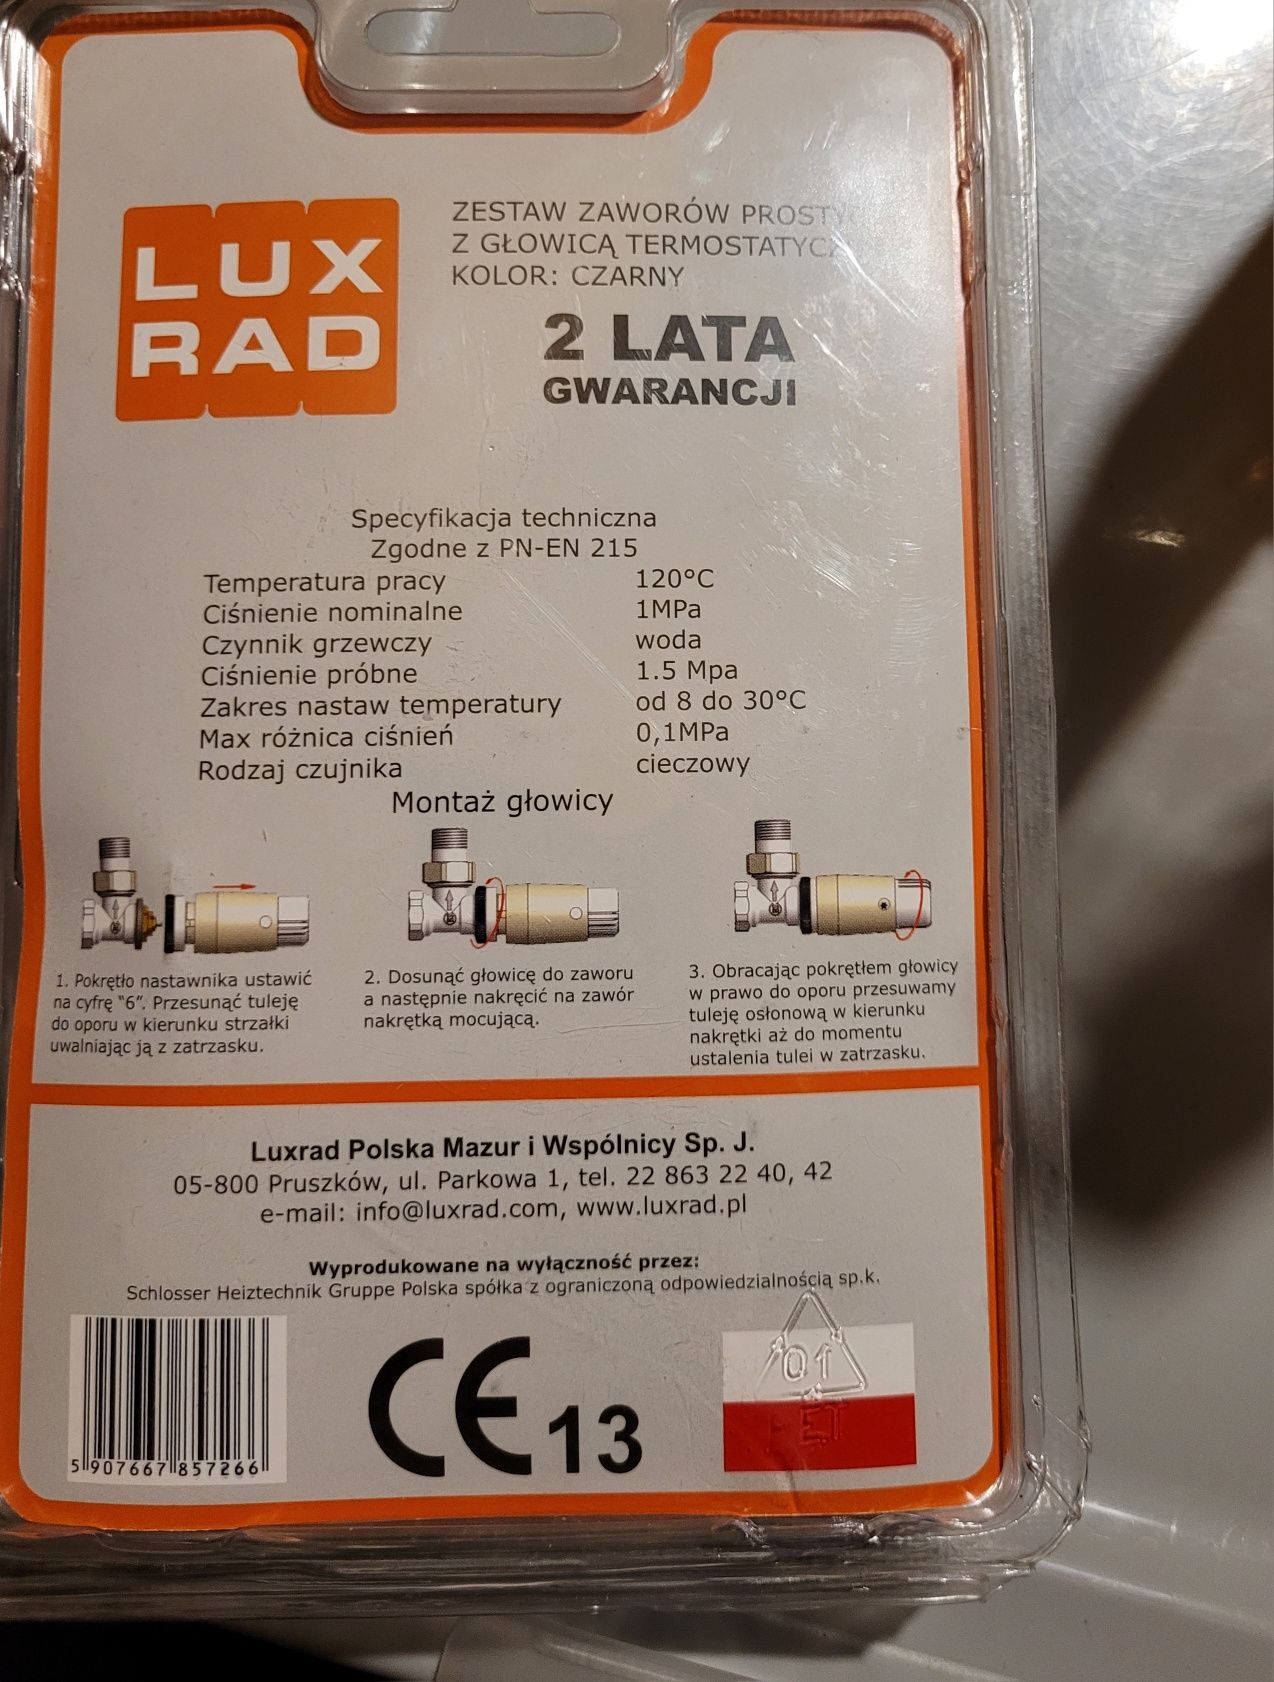 LUX
RAD
ZESTAW ZAWORÓW
Z GŁOWICĄ
KOLOR: CZARNY
2 LATA
GWARANCJI
Specyfikacja techniczna
Zgodne z PN-EN 215
Temperatura pracy 120°C
Ciśnienie nominalne 1MPa
Czynnik grzewczy woda
Ciśnienie próbne 1.5 Mpa
Zakres nastaw temperatury od 8 do 30°C
Max różnica ciśnień 0,1MPa
Rodzaj czujnika cieczowy
Montaż głowicy
1. Pokrętło nastawnika ustawić
na cyfrę "6". Przesunąć tuleję
do oporu w kierunku strzałki
uwalniając ją z zatrzasku.
2. Dosunąć głowicę do zaworu
a następnie nakręcić na zawór
nakrętką mocującą.
3. Obracając pokrętłem głowicy
w prawo do oporu przesuwamy
tuleję osłonową w kierunku
nakrętki aż do momentu
ustalenia tulei w zatrzasku.
Luxrad Polska Mazur i Wspólnicy Sp. J.
05-800 Pruszków, ul. Parkowa 1, tel. 22 863 22 40, 42
e-mail: info@luxrad.com, www.luxrad.pl
Wyprodukowane na wyłączność przez:
Schlosser Heiztechnik Gruppe Polska spółka z ograniczoną odpowiedzialnością sp.k.
5 907667 857266
CE 13
01
PET